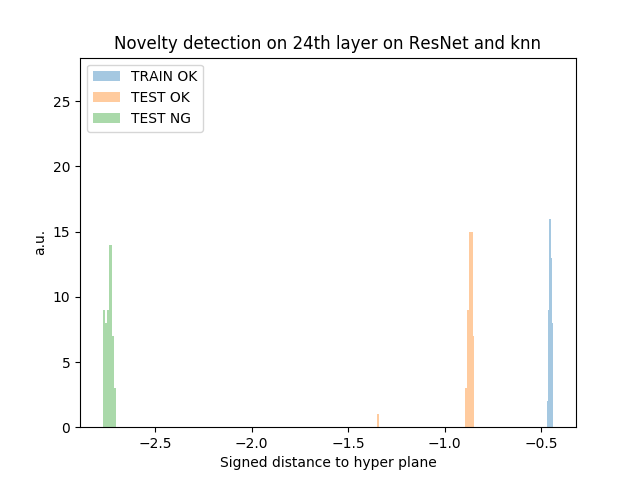 Novelty detection on 24th layer on ResNet and knn
TRAIN OK
TEST OK
TEST NG
25
20
15
10
5
0
a.u.
−2.5 −2.0 −1.5 −1.0 −0.5
Signed distance to hyper plane